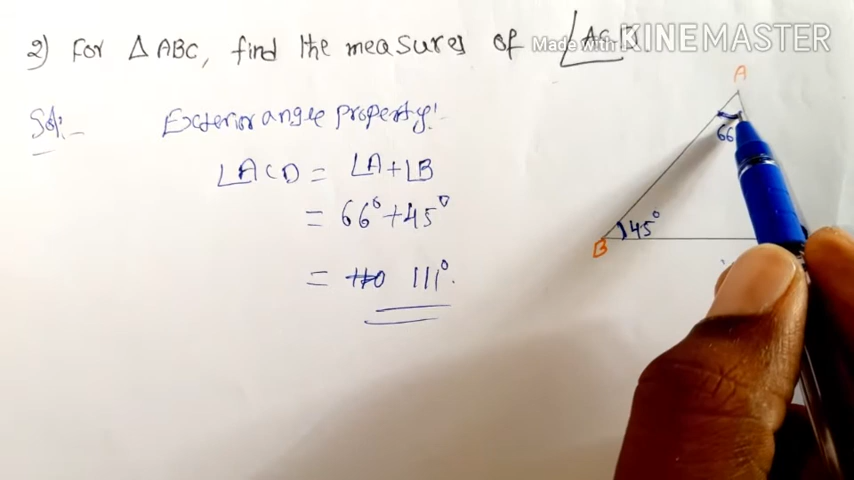 2) For ΔABC, find the measures of ∠ACD
Made with KINEMASTER
A
Sol:- Exterior angle property:
66
∠ACD = ∠A+∠B
= 66°+45°
45°
B
= 110 111°.